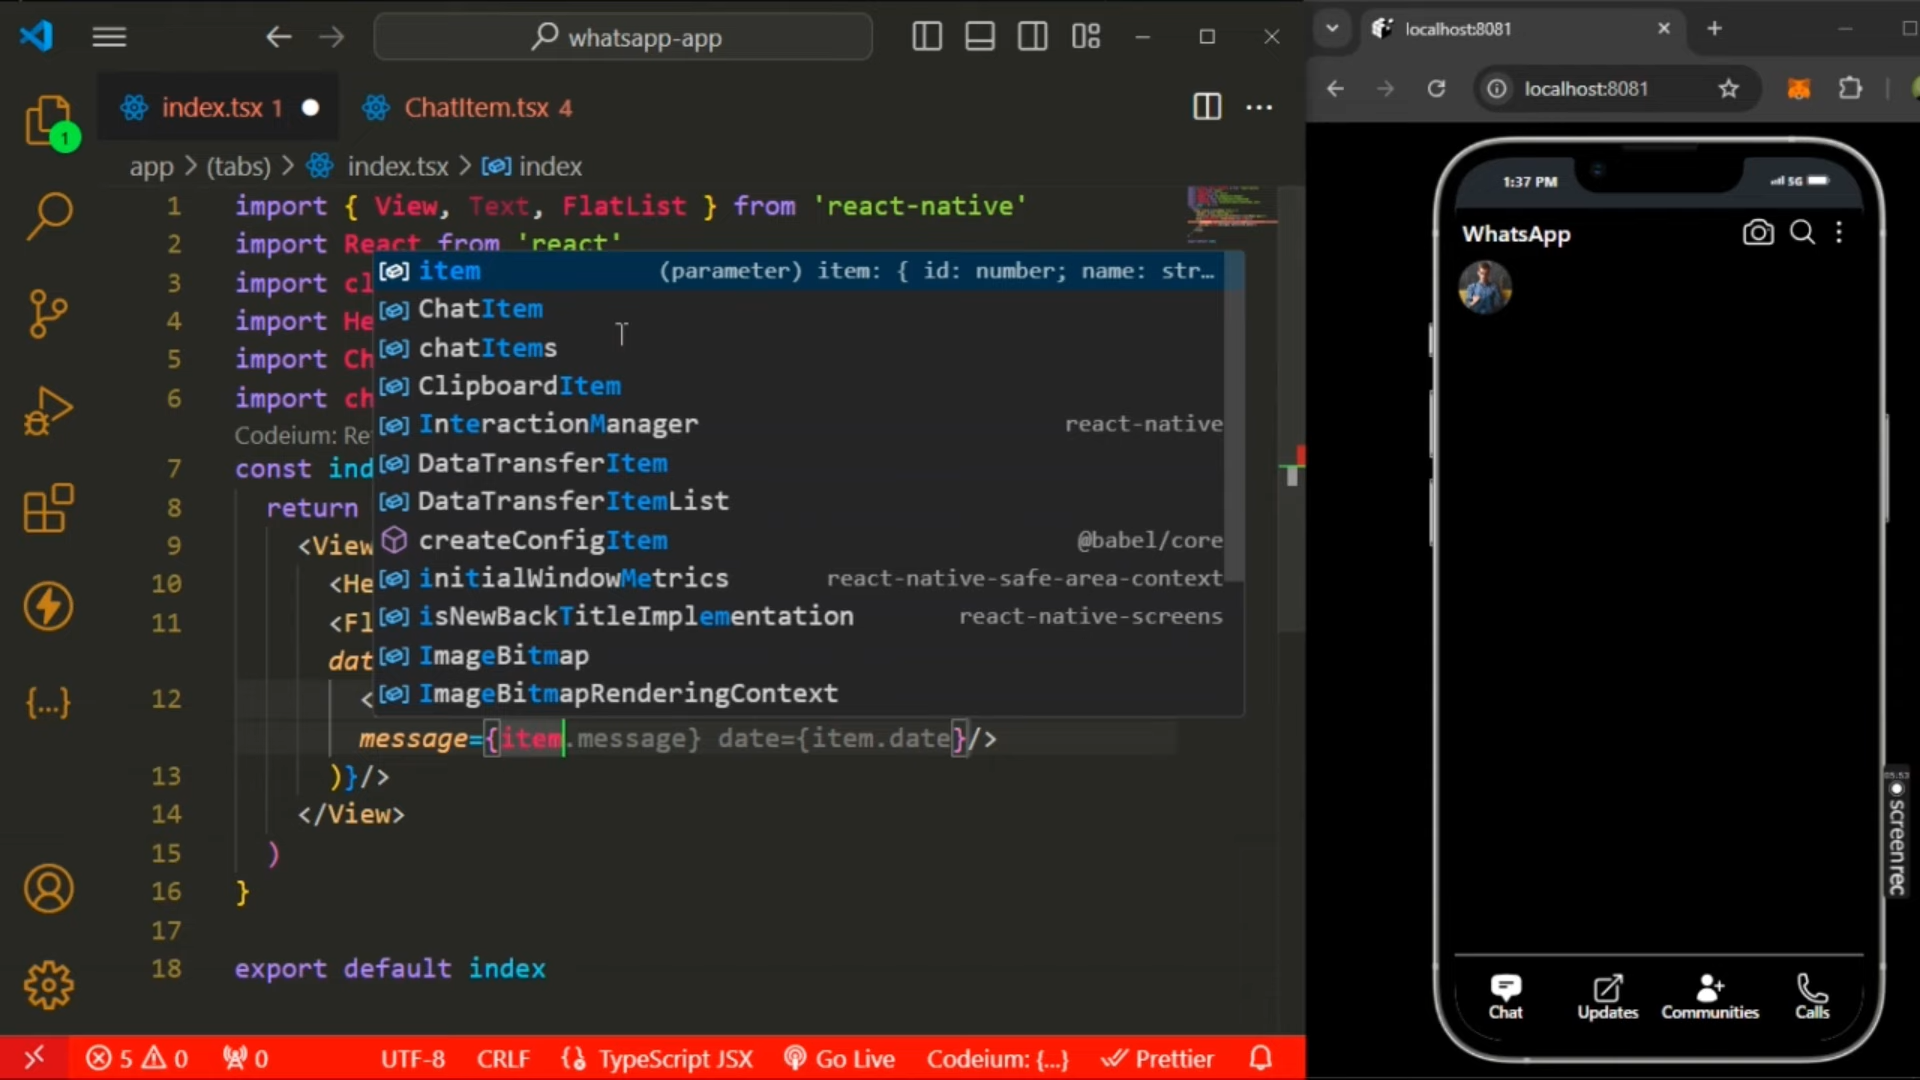 whatsapp-app
index.tsx 1
ChatItem.tsx 4
app > (tabs) > index.tsx > index
1 import { View, Text, FlatList } from 'react-native'
2 import React from 'react'
3 import cl
4 import He
5 import Ch
6 import ch
Codeium: Re
7 const ind
8 return
9 <View
10 <He
11 <Fl
dat
12 <
message={item.message} date={item.date}/>
13 )}/>
14 </View>
15 )
16 }
17
18 export default index
item (parameter) item: { id: number; name: str…
ChatItem
chatItems
ClipboardItem
InteractionManager react-native
DataTransferItem
DataTransferItemList
createConfigItem @babel/core
initialWindowMetrics react-native-safe-area-context
isNewBackTitleImplementation react-native-screens
ImageBitmap
ImageBitmapRenderingContext
1
{...}
5 0 0 UTF-8 CRLF TypeScript JSX Go Live Codeium: {...} Prettier
localhost:8081
localhost:8081
1:37 PM 5G
WhatsApp
Chat Updates Communities Calls
05:53
screenrec